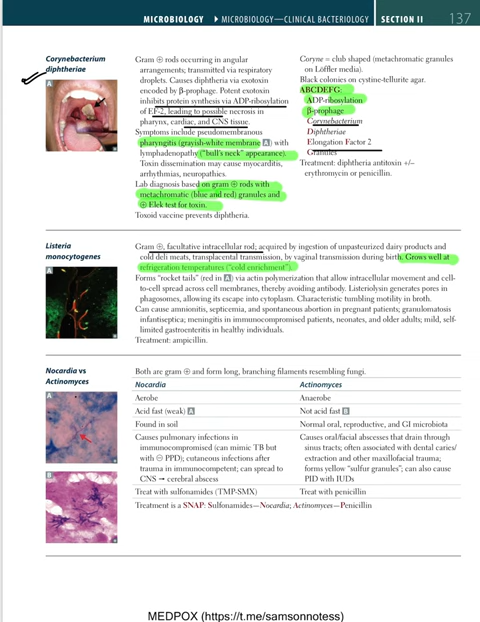 MICROBIOLOGY ▶ MICROBIOLOGY—CLINICAL BACTERIOLOGY SECTION II 137
Corynebacterium
diphtheriae
A
Gram ⊕ rods occurring in angular
arrangements; transmitted via respiratory
droplets. Causes diphtheria via exotoxin
encoded by β-prophage. Potent exotoxin
inhibits protein synthesis via ADP-ribosylation
of EF-2, leading to possible necrosis in
pharynx, cardiac, and CNS tissue.
Symptoms include pseudomembranous
pharyngitis (grayish-white membrane A) with
lymphadenopathy ("bull's neck" appearance).
Toxin dissemination may cause myocarditis,
arrhythmias, neuropathies.
Lab diagnosis based on gram ⊕ rods with
metachromatic (blue and red) granules and
⊕ Elek test for toxin.
Toxoid vaccine prevents diphtheria.
Coryne = club shaped (metachromatic granules
on Löffler media).
Black colonies on cystine-tellurite agar.
ABCDEFG:
ADP-ribosylation
β-prophage
Corynebacterium
Diphtheriae
Elongation Factor 2
Granules
Treatment: diphtheria antitoxin +/–
erythromycin or penicillin.
Listeria
monocytogenes
A
Gram ⊕, facultative intracellular rod; acquired by ingestion of unpasteurized dairy products and
cold deli meats, transplacental transmission, by vaginal transmission during birth. Grows well at
refrigeration temperatures ("cold enrichment").
Forms "rocket tails" (red in A) via actin polymerization that allow intracellular movement and cell-
to-cell spread across cell membranes, thereby avoiding antibody. Listeriolysin generates pores in
phagosomes, allowing its escape into cytoplasm. Characteristic tumbling motility in broth.
Can cause amnionitis, septicemia, and spontaneous abortion in pregnant patients; granulomatosis
infantiseptica; meningitis in immunocompromised patients, neonates, and older adults; mild, self-
limited gastroenteritis in healthy individuals.
Treatment: ampicillin.
Nocardia vs
Actinomyces
A
B
Both are gram ⊕ and form long, branching filaments resembling fungi.
Nocardia Actinomyces
Aerobe Anaerobe
Acid fast (weak) A Not acid fast B
Found in soil Normal oral, reproductive, and GI microbiota
Causes pulmonary infections in
immunocompromised (can mimic TB but
with ⊖ PPD); cutaneous infections after
trauma in immunocompetent; can spread to
CNS → cerebral abscess
Causes oral/facial abscesses that drain through
sinus tracts; often associated with dental caries/
extraction and other maxillofacial trauma;
forms yellow "sulfur granules"; can also cause
PID with IUDs
Treat with sulfonamides (TMP-SMX) Treat with penicillin
Treatment is a SNAP: Sulfonamides—Nocardia; Actinomyces—Penicillin
MEDPOX (https://t.me/samsonnotess)